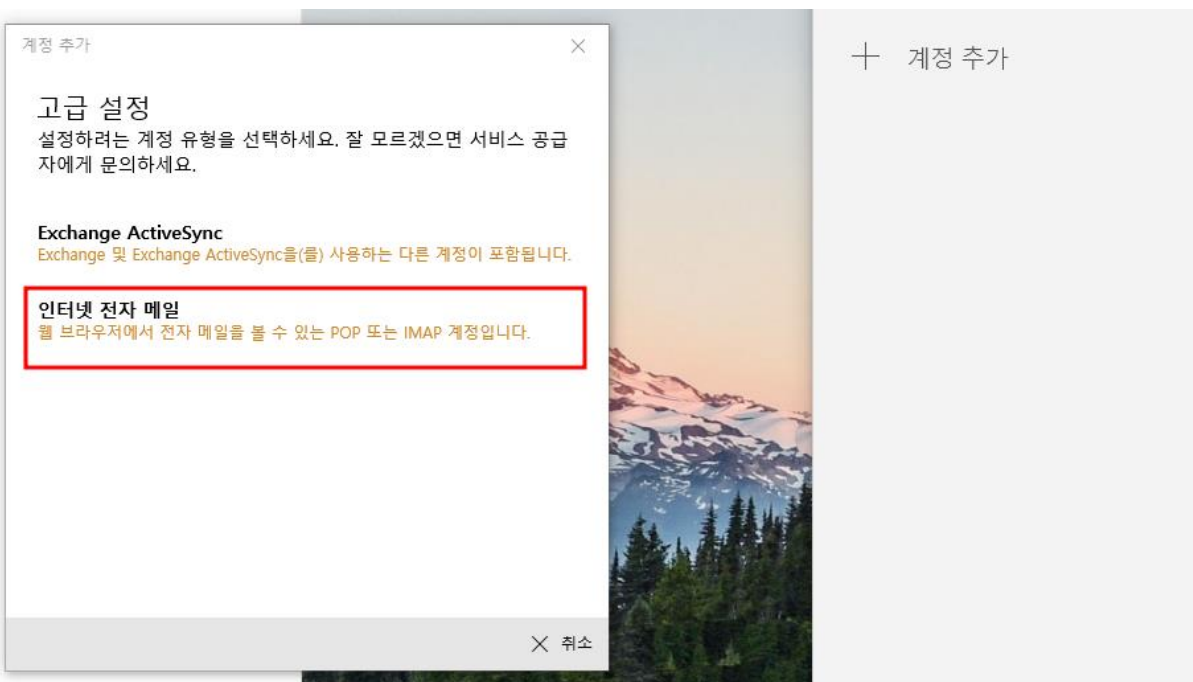 계정 추가
고급 설정
설정하려는 계정 유형을 선택하세요. 잘 모르겠으면 서비스 공급
자에게 문의하세요.
Exchange ActiveSync
Exchange 및 Exchange ActiveSync을(를) 사용하는 다른 계정이 포함됩니다.
인터넷 전자 메일
웹 브라우저에서 전자 메일을 볼 수 있는 POP 또는 IMAP 계정입니다.
취소
계정 추가